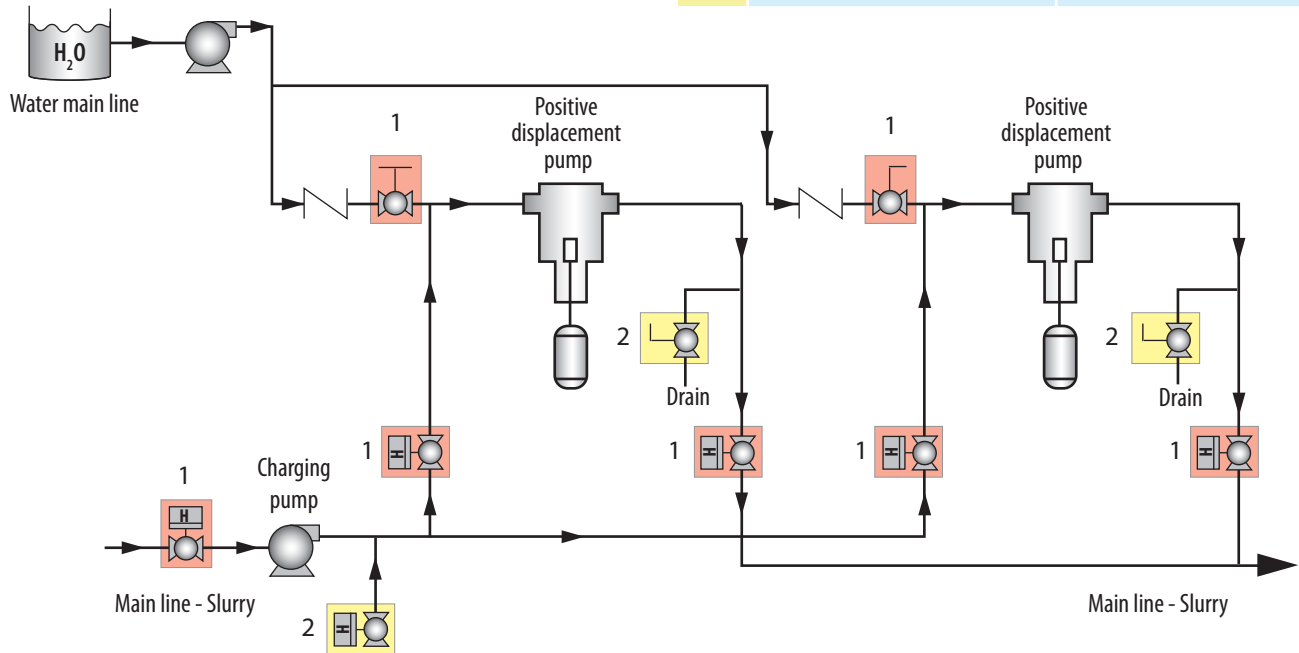 H₂O
Water main line
1
Positive
displacement
pump
1
Positive
displacement
pump
2
Drain
2
Drain
1
H
1
H
1
H
1
H
1
H
Charging
pump
Main line - Slurry
2
H
Main line - Slurry